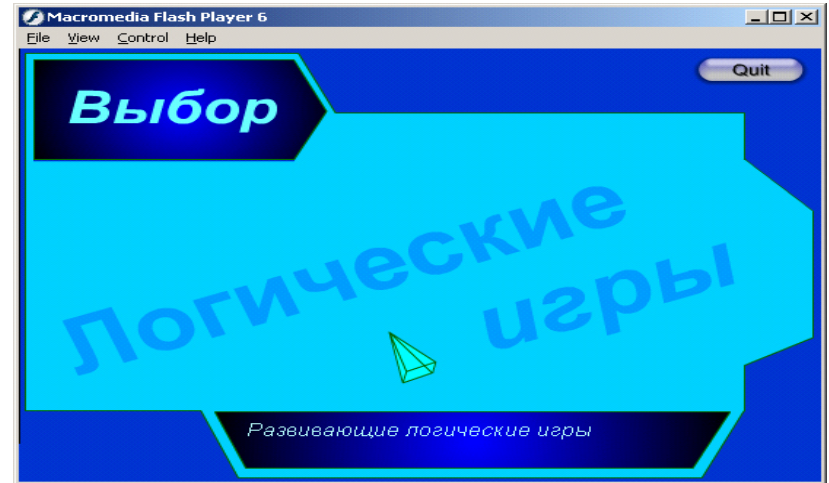 Macromedia Flash Player 6
File View Control Help
Quit
Выбор
Логические
игры
Развивающие логические игры